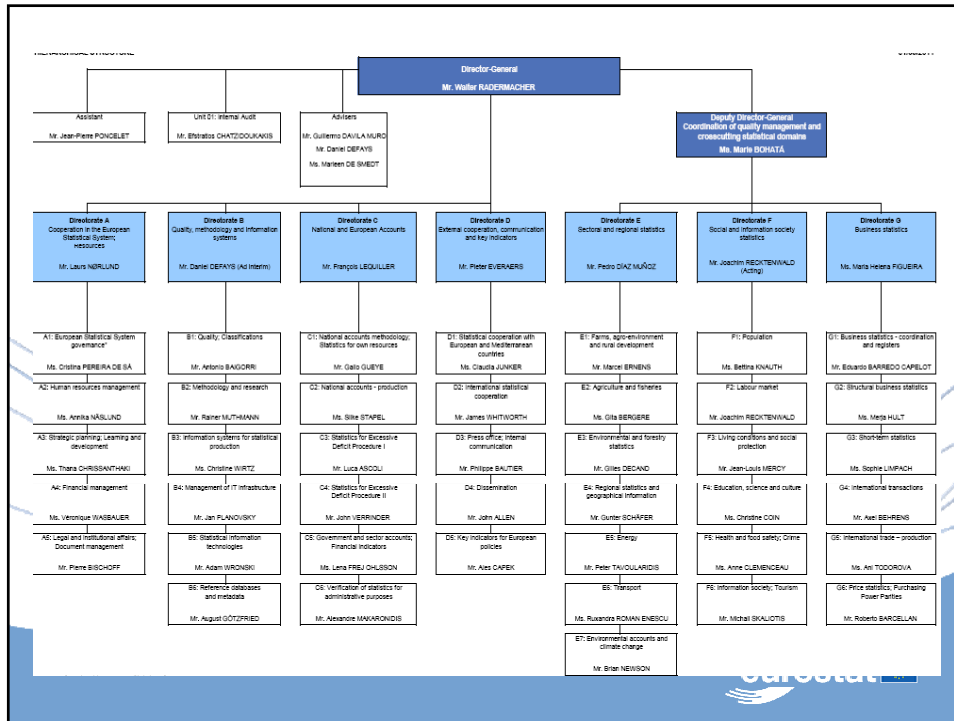 HIERARCHICAL STRUCTURE
Director-General
Mr. Walter RADERMACHER
Assistant
Mr. Jean-Pierre PONCELET
Unit 01: Internal Audit
Mr. Efstratios CHATZIDOUKAKIS
Advisers
Mr. Guillermo DAVILA MURO
Mr. Daniel DEFAYS
Ms. Marleen DE SMEDT
Deputy Director-General
Coordination of quality management and
crosscutting statistical domains
Ms. Marie BOHATÁ
Directorate A
Cooperation in the European
Statistical System;
Resources
Mr. Laurs NØRLUND
Directorate B
Quality, methodology and information
systems
Mr. Daniel DEFAYS (Ad interim)
Directorate C
National and European Accounts
Mr. François LEQUILLER
Directorate D
External cooperation, communication
and key indicators
Mr. Pieter EVERAERS
Directorate E
Sectoral and regional statistics
Mr. Pedro DÍAZ MUÑOZ
Directorate F
Social and information society
statistics
Mr. Joachim RECKTENWALD
(Acting)
Directorate G
Business statistics
Ms. Maria Helena FIGUEIRA
A1: European Statistical System
governance*
Ms. Cristina PEREIRA DE SÁ
A2: Human resources management
Ms. Annika NÄSLUND
A3: Strategic planning; Learning and
development
Ms. Thana CHRISSANTHAKI
A4: Financial management
Ms. Véronique WASBAUER
A5: Legal and institutional affairs;
Document management
Mr. Pierre BISCHOFF
B1: Quality; Classifications
Mr. Antonio BAIGORRI
B2: Methodology and research
Mr. Rainer MUTHMANN
B3: Information systems for statistical
production
Ms. Christine WIRTZ
B4: Management of IT infrastructure
Mr. Jan PLANOVSKY
B5: Statistical information
technologies
Mr. Adam WRONSKI
B6: Reference databases
and metadata
Mr. August GÖTZFRIED
C1: National accounts methodology;
Statistics for own resources
Mr. Gallo GUEYE
C2: National accounts - production
Ms. Silke STAPEL
C3: Statistics for Excessive
Deficit Procedure I
Mr. Luca ASCOLI
C4: Statistics for Excessive
Deficit Procedure II
Mr. John VERRINDER
C5: Government and sector accounts;
Financial indicators
Ms. Lena FREJ OHLSSON
C6: Verification of statistics for
administrative purposes
Mr. Alexandre MAKARONIDIS
D1: Statistical cooperation with
European and Mediterranean
countries
Ms. Claudia JUNKER
D2: International statistical
cooperation
Mr. James WHITWORTH
D3: Press office; Internal
communication
Mr. Philippe BAUTIER
D4: Dissemination
Mr. John ALLEN
D5: Key indicators for European
policies
Mr. Ales CAPEK
E1: Farms, agro-environment
and rural development
Mr. Marcel ERNENS
E2: Agriculture and fisheries
Ms. Gita BERGERE
E3: Environmental and forestry
statistics
Mr. Gilles DECAND
E4: Regional statistics and
geographical information
Mr. Gunter SCHÄFER
E5: Energy
Mr. Peter TAVOULARIDIS
E6: Transport
Ms. Ruxandra ROMAN ENESCU
E7: Environmental accounts and
climate change
Mr. Brian NEWSON
F1: Population
Ms. Bettina KNAUTH
F2: Labour market
Mr. Joachim RECKTENWALD
F3: Living conditions and social
protection
Mr. Jean-Louis MERCY
F4: Education, science and culture
Ms. Christine COIN
F5: Health and food safety; Crime
Ms. Anne CLEMENCEAU
F6: Information society; Tourism
Mr. Michail SKALIOTIS
G1: Business statistics - coordination
and registers
Mr. Eduardo BARREDO CAPELOT
G2: Structural business statistics
Ms. Merja HULT
G3: Short-term statistics
Ms. Sophie LIMPACH
G4: International transactions
Mr. Axel BEHRENS
G5: International trade – production
Ms. Ani TODOROVA
G6: Price statistics; Purchasing
Power Parities
Mr. Roberto BARCELLAN
eurostat